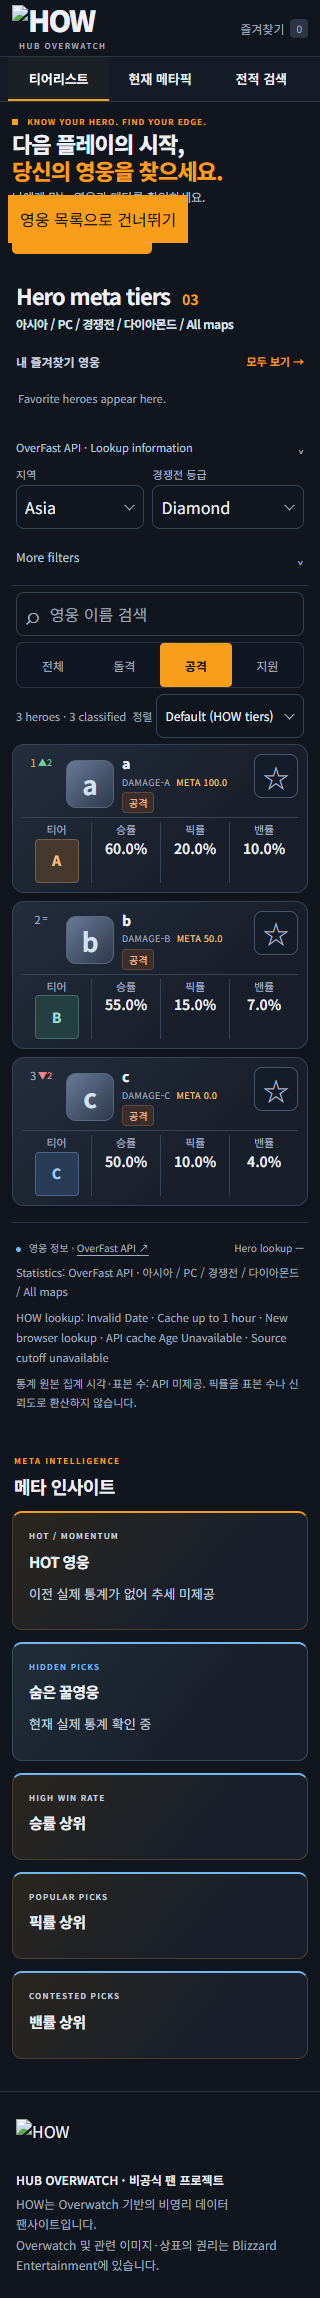 HOW
HUB OVERWATCH
즐겨찾기 0
티어리스트 현재 메타픽 전적 검색
KNOW YOUR HERO. FIND YOUR EDGE.
다음 플레이의 시작,
당신의 영웅을 찾으세요.
영웅 목록으로 건너뛰기
Hero meta tiers 03
아시아 / PC / 경쟁전 / 다이아몬드 / All maps
내 즐겨찾기 영웅 모두 보기 →
Favorite heroes appear here.
OverFast API · Lookup information
지역 경쟁전 등급
Asia Diamond
More filters
영웅 이름 검색
전체 돌격 공격 지원
3 heroes · 3 classified 정렬 Default (HOW tiers)
1 ▲2 a a
DAMAGE-A META 100.0
공격
티어 승률 픽률 밴률
A 60.0% 20.0% 10.0%
2 = b b
DAMAGE-B META 50.0
공격
티어 승률 픽률 밴률
B 55.0% 15.0% 7.0%
3 ▼2 c c
DAMAGE-C META 0.0
공격
티어 승률 픽률 밴률
C 50.0% 10.0% 4.0%
영웅 정보 · OverFast API ↗ Hero lookup —
Statistics: OverFast API · 아시아 / PC / 경쟁전 / 다이아몬드
/ All maps
HOW lookup: Invalid Date · Cache up to 1 hour · New
browser lookup · API cache Age Unavailable · Source
cutoff unavailable
통계 원본 집계 시각·표본 수: API 미제공. 픽률을 표본 수나 신
뢰도로 환산하지 않습니다.
META INTELLIGENCE
메타 인사이트
HOT / MOMENTUM
HOT 영웅
이전 실제 통계가 없어 추세 미제공
HIDDEN PICKS
숨은 꿀영웅
현재 실제 통계 확인 중
HIGH WIN RATE
승률 상위
POPULAR PICKS
픽률 상위
CONTESTED PICKS
밴률 상위
HOW
HUB OVERWATCH · 비공식 팬 프로젝트
HOW는 Overwatch 기반의 비영리 데이터
팬사이트입니다.
Overwatch 및 관련 이미지·상표의 권리는 Blizzard
Entertainment에 있습니다.